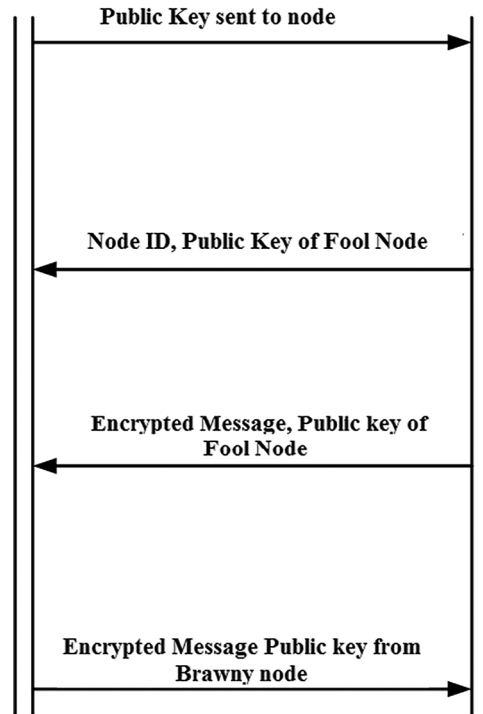 Public Key sent to node
Node ID, Public Key of Fool Node
Encrypted Message, Public key of
Fool Node
Encrypted Message Public key from
Brawny node